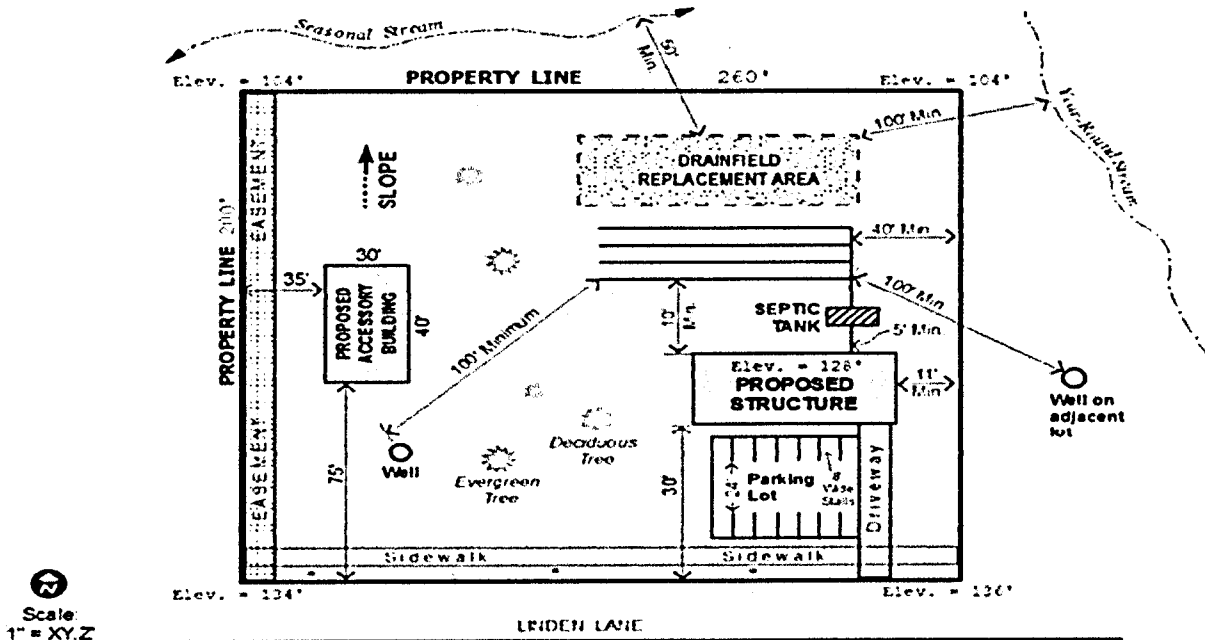 Seasonal Stream
50'
Min.
Elev. = 104'
PROPERTY LINE 260'
Elev. = 104'
100' Min
Year-Round Stream
EASEMENT
SLOPE
DRAINFIELD
REPLACEMENT AREA
PROPERTY LINE 200'
40' Min
30'
35'
PROPOSED
ACCESSORY
BUILDING
40'
100' Minimum
10'
Min.
SEPTIC
TANK
100' Min
5' Min.
Elev. = 128'
PROPOSED
STRUCTURE
11'
Min
Well on
adjacent
lot
EASEMENT
75'
Well
Evergreen
Tree
Deciduous
Tree
30'
24'
Parking
Lot
Stalls
Driveway
Sidewalk
Sidewalk
Elev. = 134'
Elev. = 136'
N
Scale:
1" = XY.Z'
LINDEN LANE